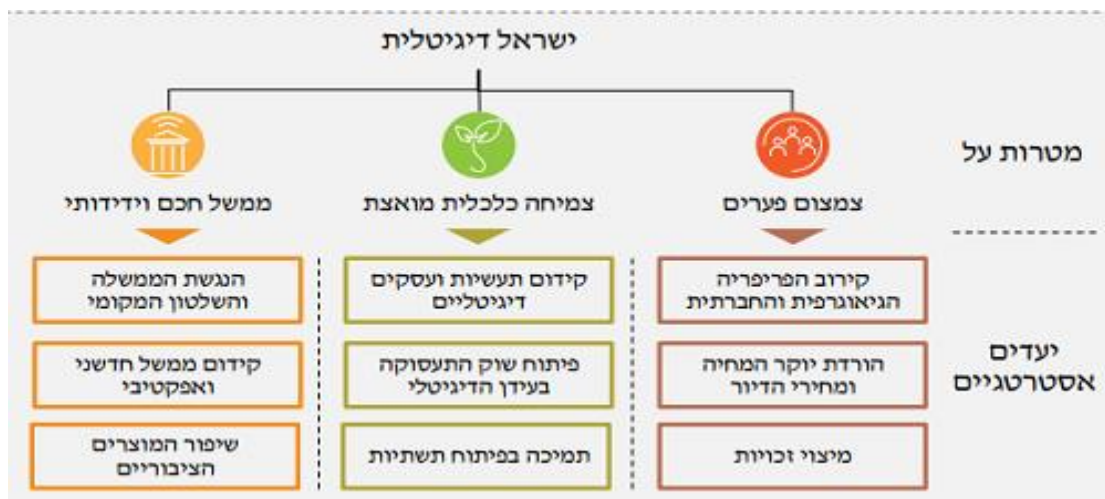 ישראל דיגיטלית
מטרות על
צמצום פערים
צמיחה כלכלית מואצת
ממשל חכם וידידותי
יעדים
אסטרטגיים
קירוב הפריפריה
הגיאוגרפית והחברתית
קידום תעשיות ועסקים
דיגיטליים
הנגשת הממשלה
והשלטון המקומי
הורדת יוקר המחיה
ומחירי הדיור
פיתוח שוק התעסוקה
בעידן הדיגיטלי
קידום ממשל חדשני
ואפקטיבי
מיצוי זכויות
תמיכה בפיתוח תשתיות
שיפור המוצרים
הציבוריים